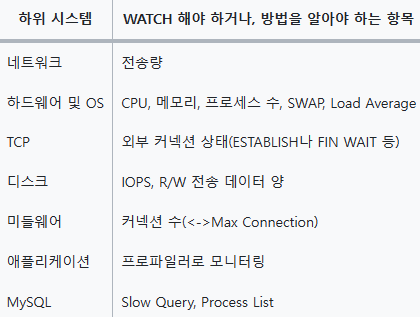 하위 시스템 WATCH 해야 하거나, 방법을 알아야 하는 항목
네트워크 전송량
하드웨어 및 OS CPU, 메모리, 프로세스 수, SWAP, Load Average
TCP 외부 커넥션 상태(ESTABLISH나 FIN WAIT 등)
디스크 IOPS, R/W 전송 데이터 양
미들웨어 커넥션 수(<->Max Connection)
애플리케이션 프로파일러로 모니터링
MySQL Slow Query, Process List